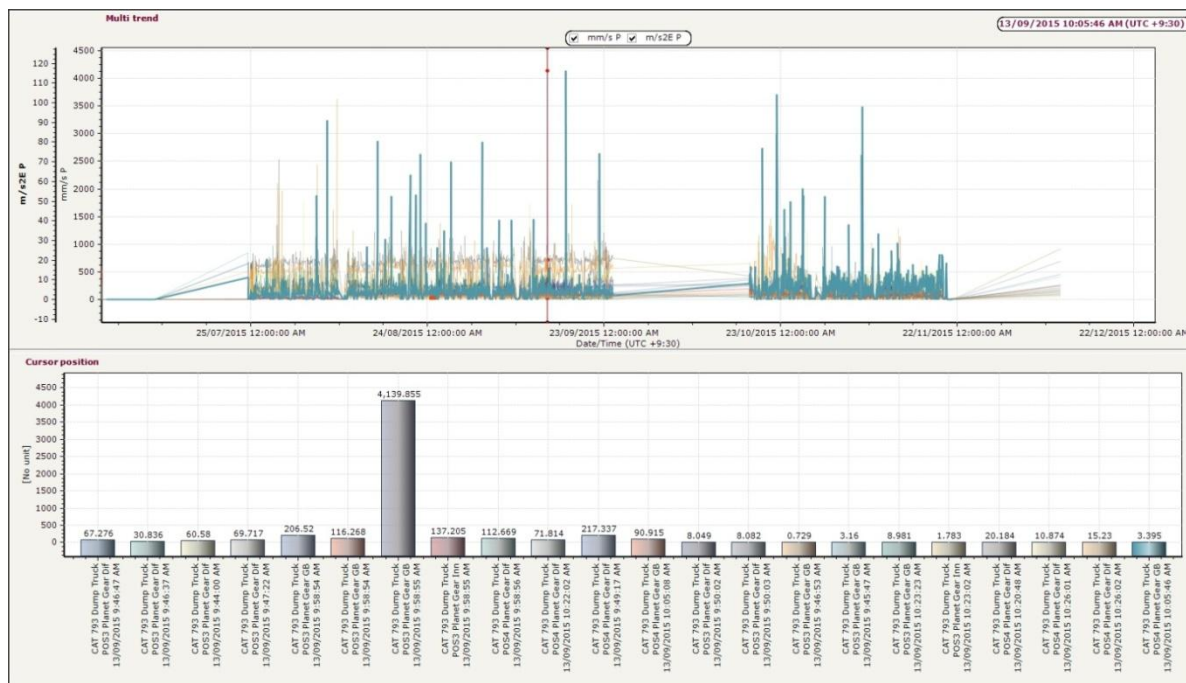 Multi trend
13/09/2015 10:05:46 AM (UTC +9:30)
mm/s P m/s2E P
m/s2E P
120
110
100
90
80
70
60
50
40
30
20
10
0
-10
mm/s P
4500
4000
3500
3000
2500
2000
1500
1000
500
0
25/07/2015 12:00:00 AM
24/08/2015 12:00:00 AM
23/09/2015 12:00:00 AM
23/10/2015 12:00:00 AM
22/11/2015 12:00:00 AM
22/12/2015 12:00:00 AM
Date/Time (UTC +9:30)
Cursor position
[No unit]
4500
4000
3500
3000
2500
2000
1500
1000
500
0
67.276
30.836
60.58
69.717
206.52
116.268
4,139.855
137.205
112.669
71.814
217.337
90.915
8.049
8.082
0.729
3.16
8.981
1.783
20.184
10.874
15.23
3.395
CAT 793 Dump Truck,
POS3 Planet Gear Dif
13/09/2015 9:46:47 AM
CAT 793 Dump Truck,
POS3 Planet Gear Dif
13/09/2015 9:46:37 AM
CAT 793 Dump Truck,
POS3 Planet Gear Dif
13/09/2015 9:44:00 AM
CAT 793 Dump Truck,
POS3 Planet Gear Dif
13/09/2015 9:47:22 AM
CAT 793 Dump Truck,
POS3 Planet Gear GB
13/09/2015 9:58:54 AM
CAT 793 Dump Truck,
POS3 Planet Gear GB
13/09/2015 9:58:54 AM
CAT 793 Dump Truck,
POS3 Planet Gear GB
13/09/2015 9:58:55 AM
CAT 793 Dump Truck,
POS3 Planet Gear Inn
13/09/2015 9:58:55 AM
CAT 793 Dump Truck,
POS4 Planet Gear Dif
13/09/2015 9:58:56 AM
CAT 793 Dump Truck,
POS4 Planet Gear Dif
13/09/2015 10:22:02 AM
CAT 793 Dump Truck,
POS4 Planet Gear Dif
13/09/2015 9:49:17 AM
CAT 793 Dump Truck,
POS4 Planet Gear GB
13/09/2015 10:05:08 AM
CAT 793 Dump Truck,
POS3 Planet Gear Dif
13/09/2015 9:50:02 AM
CAT 793 Dump Truck,
POS3 Planet Gear Dif
13/09/2015 9:50:03 AM
CAT 793 Dump Truck,
POS3 Planet Gear Dif
13/09/2015 9:46:53 AM
CAT 793 Dump Truck,
POS3 Planet Gear GB
13/09/2015 9:45:47 AM
CAT 793 Dump Truck,
POS3 Planet Gear Dif
13/09/2015 10:23:23 AM
CAT 793 Dump Truck,
POS3 Planet Gear Inn
13/09/2015 10:23:02 AM
CAT 793 Dump Truck,
POS4 Planet Gear Dif
13/09/2015 10:20:48 AM
CAT 793 Dump Truck,
POS4 Planet Gear Dif
13/09/2015 10:26:01 AM
CAT 793 Dump Truck,
POS4 Planet Gear Dif
13/09/2015 10:26:02 AM
CAT 793 Dump Truck,
POS4 Planet Gear GB
13/09/2015 10:05:46 AM